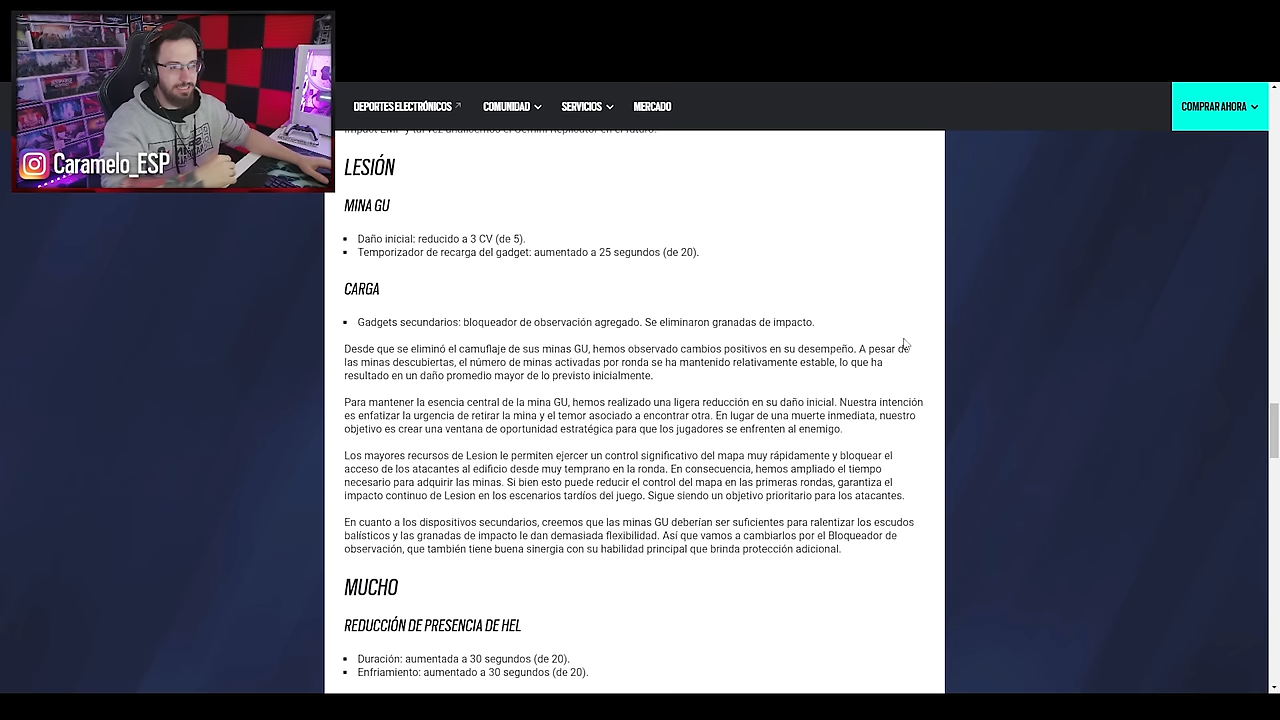 DEPORTES ELECTRÓNICOS
COMUNIDAD
SERVICIOS
MERCADO
COMPRAR AHORA
Caramelo_ESP
LESIÓN
MINA GU
Daño inicial: reducido a 3 CV (de 5).
Temporizador de recarga del gadget: aumentado a 25 segundos (de 20).
CARGA
Gadgets secundarios: bloqueador de observación agregado. Se eliminaron granadas de impacto.
Desde que se eliminó el camuflaje de sus minas GU, hemos observado cambios positivos en su desempeño. A pesar de
las minas descubiertas, el número de minas activadas por ronda se ha mantenido relativamente estable, lo que ha
resultado en un daño promedio mayor de lo previsto inicialmente.
Para mantener la esencia central de la mina GU, hemos realizado una ligera reducción en su daño inicial. Nuestra intención
es enfatizar la urgencia de retirar la mina y el temor asociado a encontrar otra. En lugar de una muerte inmediata, nuestro
objetivo es crear una ventana de oportunidad estratégica para que los jugadores se enfrenten al enemigo.
Los mayores recursos de Lesion le permiten ejercer un control significativo del mapa muy rápidamente y bloquear el
acceso de los atacantes al edificio desde muy temprano en la ronda. En consecuencia, hemos ampliado el tiempo
necesario para adquirir las minas. Si bien esto puede reducir el control del mapa en las primeras rondas, garantiza el
impacto continuo de Lesion en los escenarios tardíos del juego. Sigue siendo un objetivo prioritario para los atacantes.
En cuanto a los dispositivos secundarios, creemos que las minas GU deberían ser suficientes para ralentizar los escudos
balísticos y las granadas de impacto le dan demasiada flexibilidad. Así que vamos a cambiarlos por el Bloqueador de
observación, que también tiene buena sinergia con su habilidad principal que brinda protección adicional.
MUCHO
REDUCCIÓN DE PRESENCIA DE HEL
Duración: aumentada a 30 segundos (de 20).
Enfriamiento: aumentado a 30 segundos (de 20).